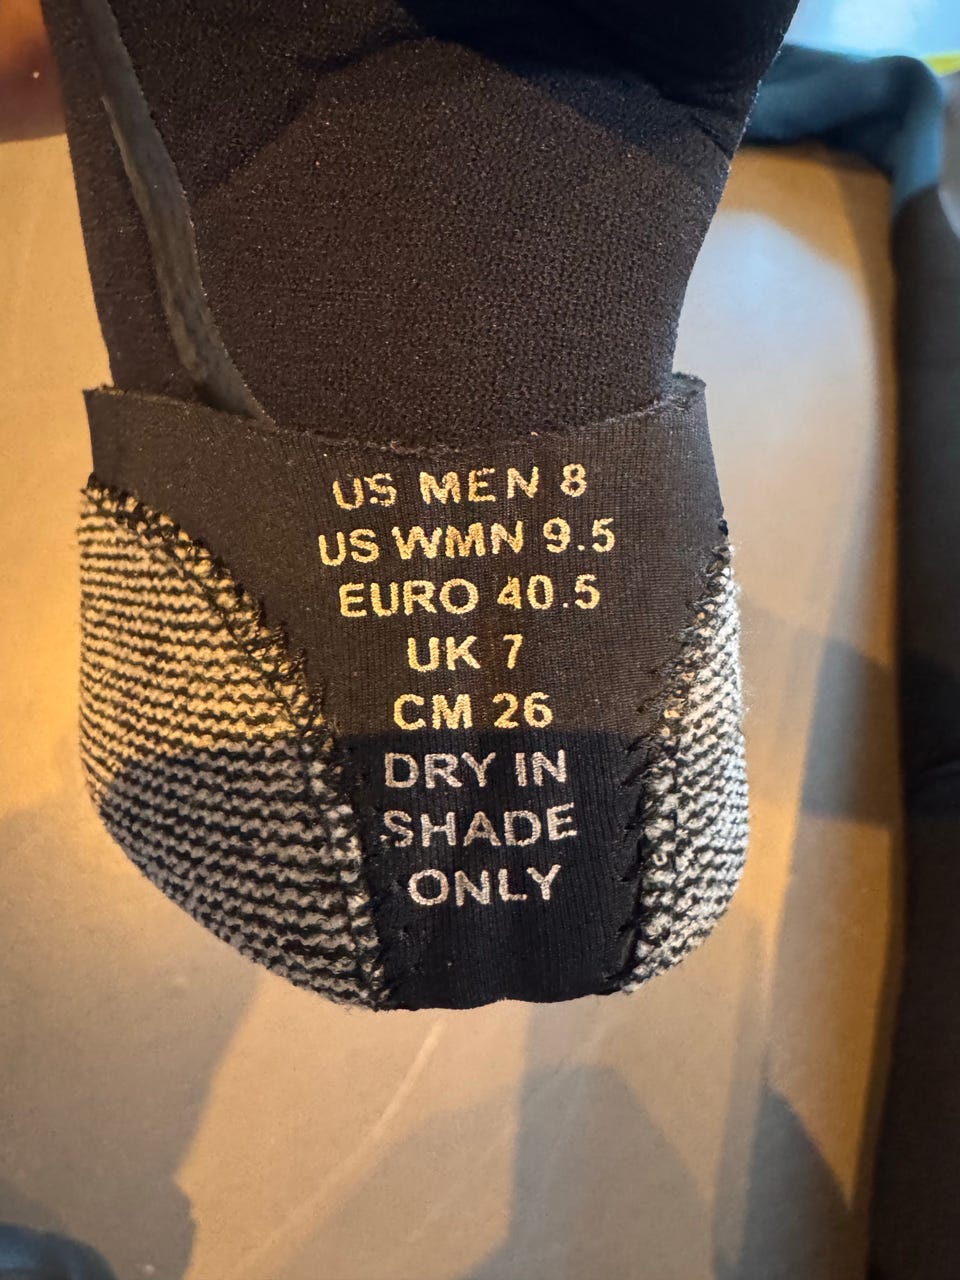 US MEN 8
US WMN 9.5
EURO 40.5
UK 7
CM 26
DRY IN
SHADE
ONLY